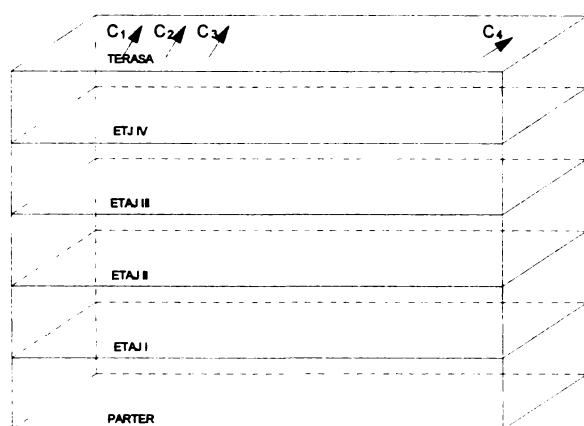 C1 C2 C3 C4
TERASA
ETJ IV
ETAJ III
ETAJ II
ETAJ I
PARTER